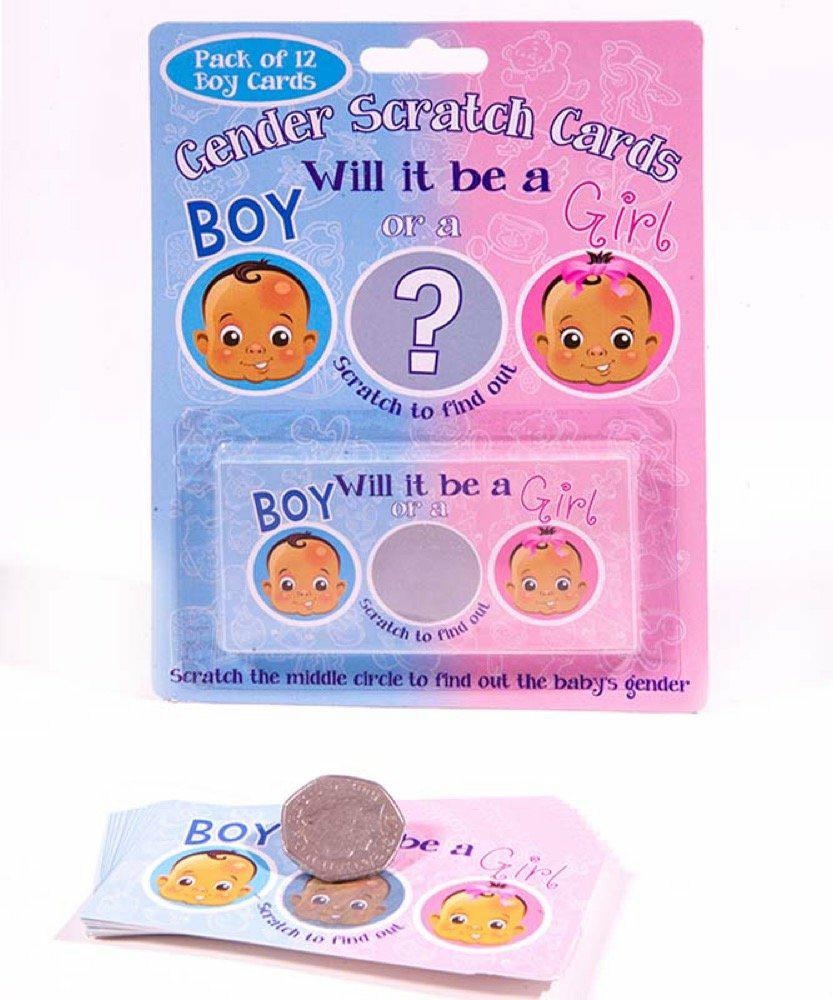 Pack of 12
Boy Cards
Gender Scratch Cards
Will it be a
BOY or a Girl
?
Scratch to find out
Will it be a
BOY or a Girl
Scratch to find out
Scratch the middle circle to find out the baby's gender
BOY be a Girl
Scratch to find out